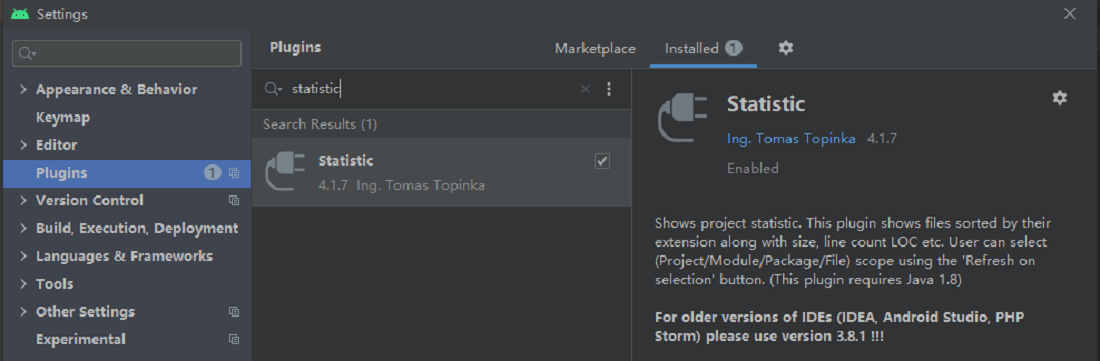 Settings
Plugins
Marketplace
Installed 1
statistic
Appearance & Behavior
Keymap
Editor
Plugins 1
Version Control
Build, Execution, Deployment
Languages & Frameworks
Tools
Other Settings
Experimental
Search Results (1)
Statistic
4.1.7 Ing. Tomas Topinka
Statistic
Ing. Tomas Topinka 4.1.7
Enabled
Shows project statistic. This plugin shows files sorted by their
extension along with size, line count LOC etc. User can select
(Project/Module/Package/File) scope using the 'Refresh on
selection' button. (This plugin requires Java 1.8)
For older versions of IDEs (IDEA, Android Studio, PHP
Storm) please use version 3.8.1 !!!